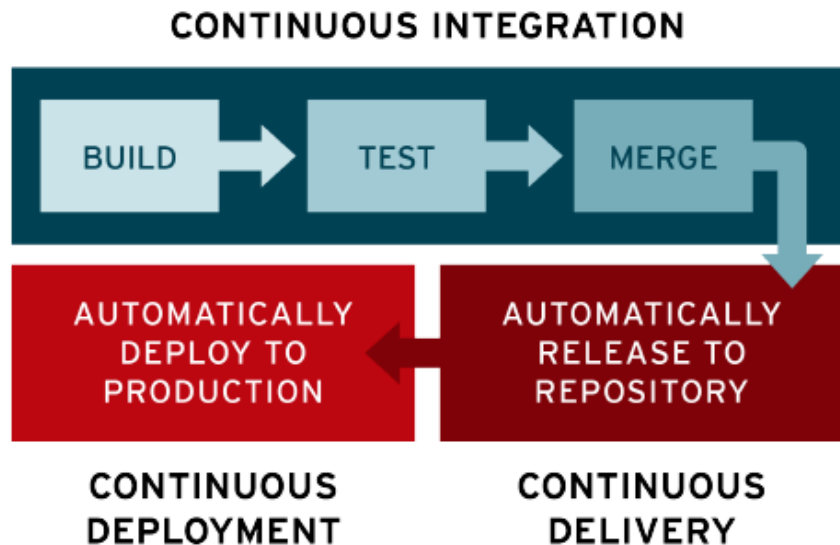 CONTINUOUS INTEGRATION
BUILD
TEST
MERGE
AUTOMATICALLY
DEPLOY TO
PRODUCTION
AUTOMATICALLY
RELEASE TO
REPOSITORY
CONTINUOUS
DEPLOYMENT
CONTINUOUS
DELIVERY